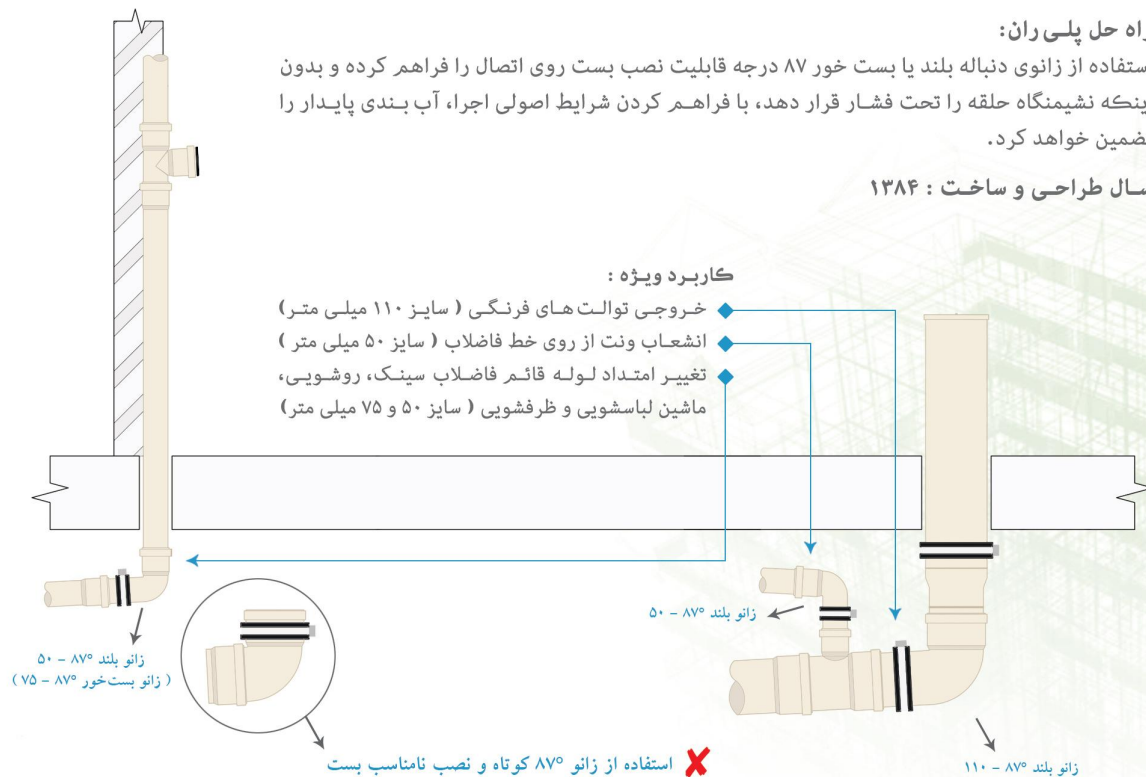 راه حل پلی ران:
ستفاده از زانوی دنباله بلند یا بست خور ۸۷ درجه قابلیت نصب بست روی اتصال را فراهم کرده و بدون
ینکه نشیمنگاه حلقه را تحت فشار قرار دهد، با فراهم کردن شرایط اصولی اجرا، آب بندی پایدار را
ضمین خواهد کرد.
سال طراحی و ساخت : ۱۳۸۴
کاربرد ویژه :
خروجی توالت های فرنگی ( سایز ۱۱۰ میلی متر)
انشعاب ونت از روی خط فاضلاب ( سایز ۵۰ میلی متر )
تغییر امتداد لوله قائم فاضلاب سینک، روشویی،
ماشین لباسشویی و ظرفشویی ( سایز ۵۰ و ۷۵ میلی متر)
زانو بلند ۸۷° – ۵۰
زانو بلند ۸۷° – ۵۰
( زانو بست‌خور ۸۷° – ۷۵ )
استفاده از زانو ۸۷° کوتاه و نصب نامناسب بست
زانو بلند ۸۷° – ۱۱۰